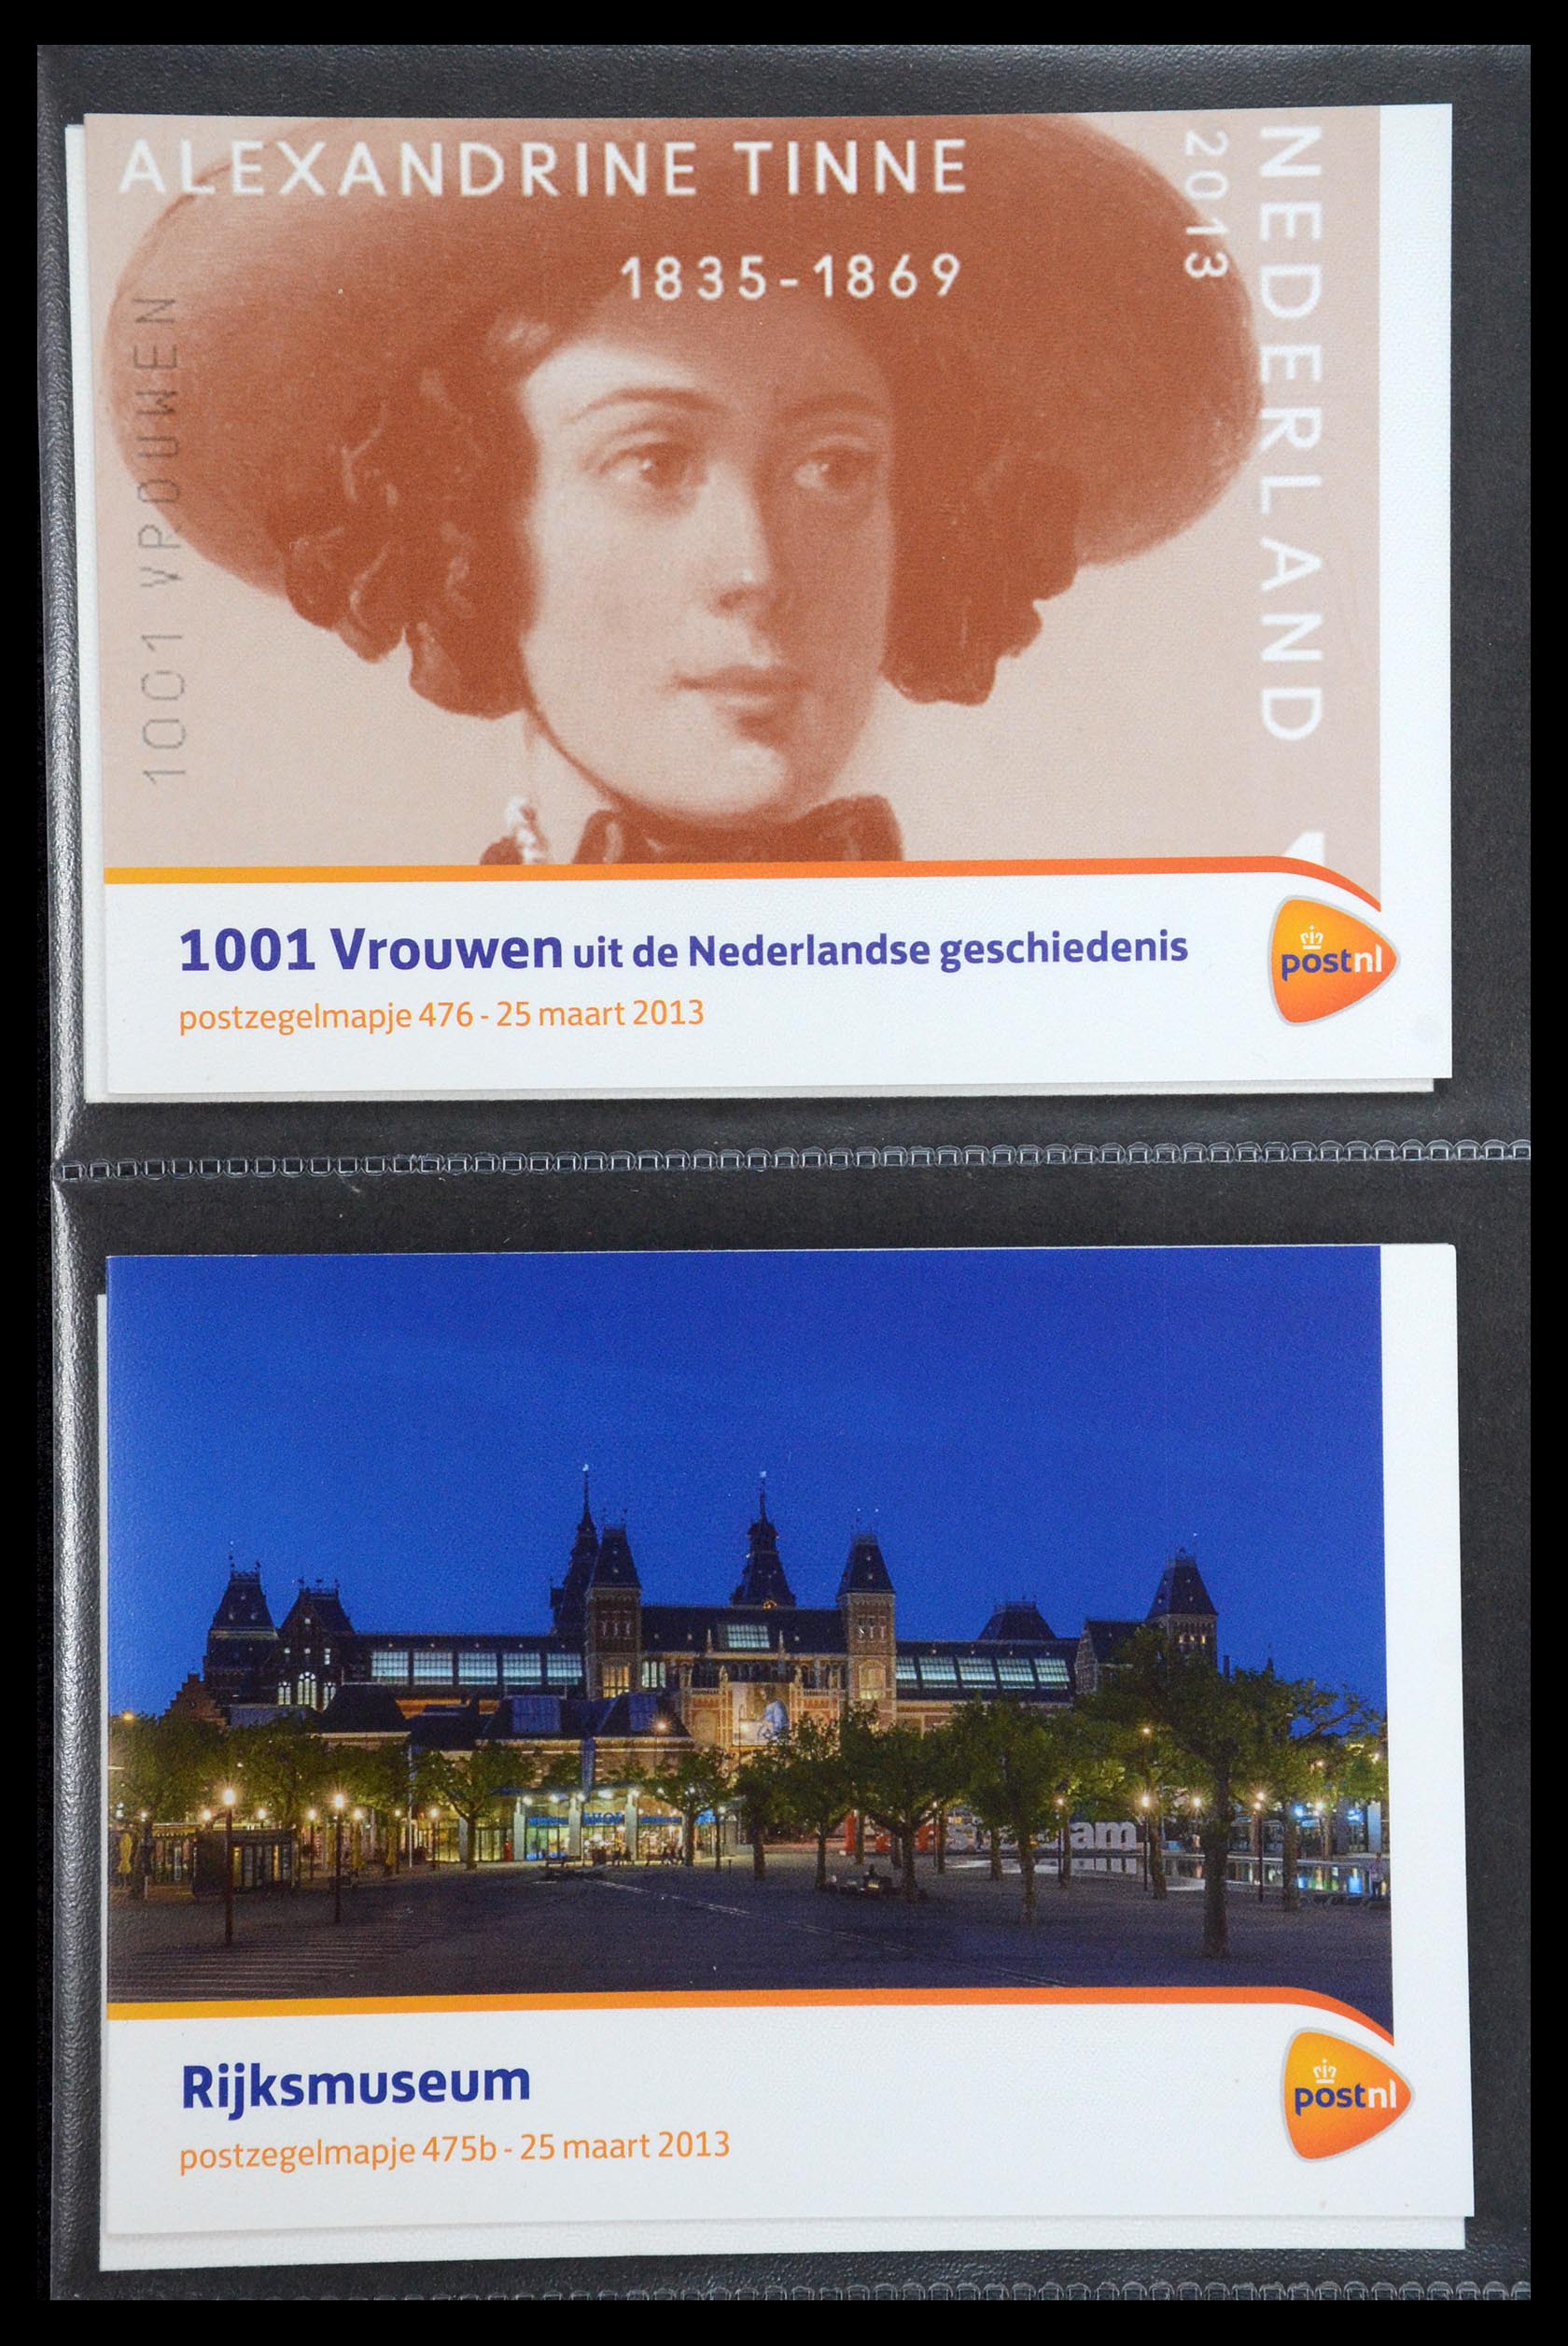 ALEXANDRINE TINNE
1835-1869
2013
NEDERLAND
1001 VROUWEN
1001 Vrouwen uit de Nederlandse geschiedenis
postzegelmapje 476 - 25 maart 2013
postnl
Rijksmuseum
postzegelmapje 475b - 25 maart 2013
postnl